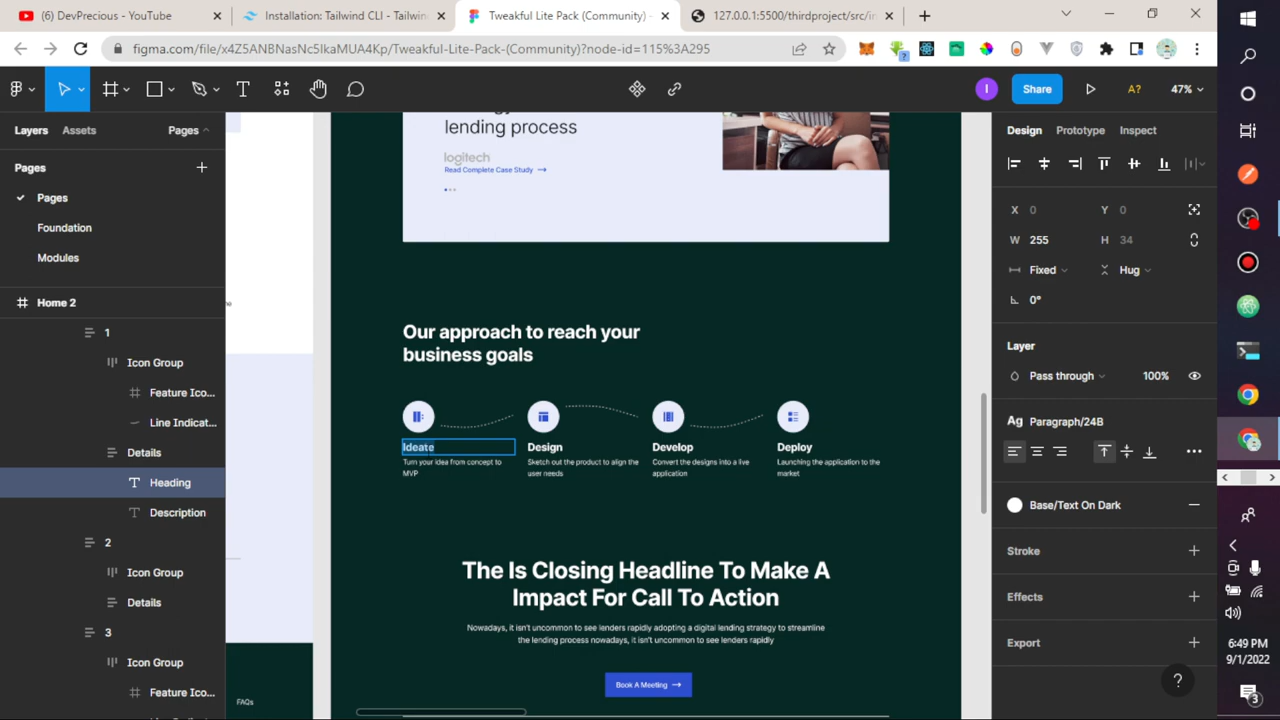 (6) DevPrecious - YouTube
Installation: Tailwind CLI - Tailwin
Tweakful Lite Pack (Community) -
127.0.0.1:5500/thirdproject/src/in
figma.com/file/x4Z5ANBNasNc5IkaMUA4Kp/Tweakful-Lite-Pack-(Community)?node-id=115%3A295
Share
A?
47%
Layers
Assets
Pages
Pages
Pages
Foundation
Modules
Home 2
1
Icon Group
Feature Ico...
Line Indicat...
Details
Heading
Description
2
Icon Group
Details
3
Icon Group
Feature Ico...
FAQs
lending process
logitech
Read Complete Case Study
Our approach to reach your
business goals
Ideate
Turn your idea from concept to
MVP
Design
Sketch out the product to align the
user needs
Develop
Convert the designs into a live
application
Deploy
Launching the application to the
market
The Is Closing Headline To Make A
Impact For Call To Action
Nowadays, it isn't uncommon to see lenders rapidly adopting a digital lending strategy to streamline
the lending process nowadays, it isn't uncommon to see lenders rapidly
Book A Meeting
Design
Prototype
Inspect
X 0
Y 0
W 255
H 34
Fixed
Hug
0°
Layer
Pass through
100%
Ag Paragraph/24B
Base/Text On Dark
Stroke
Effects
Export
?
6:49 PM
9/1/2022
3